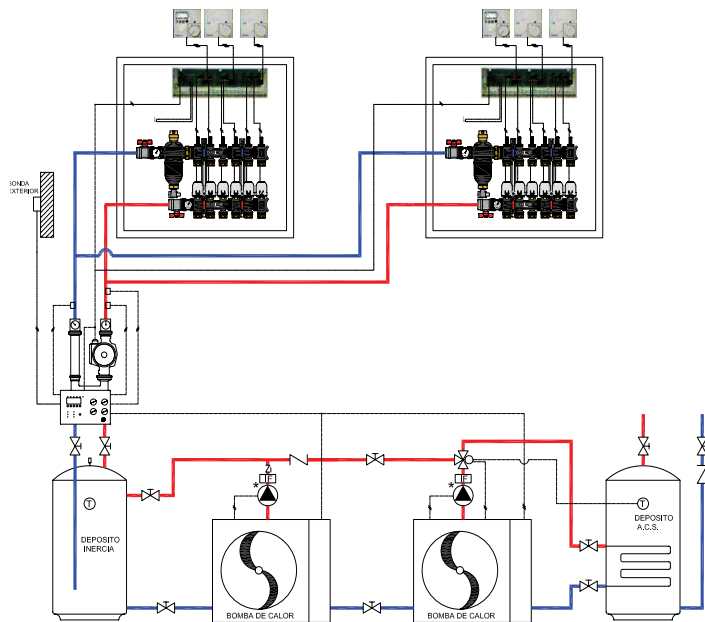 SONDA
EXTERIOR
F
F
*
*
T
T
DEPOSITO
INERCIA
DEPOSITO
A.C.S.
BOMBA DE CALOR
BOMBA DE CALOR